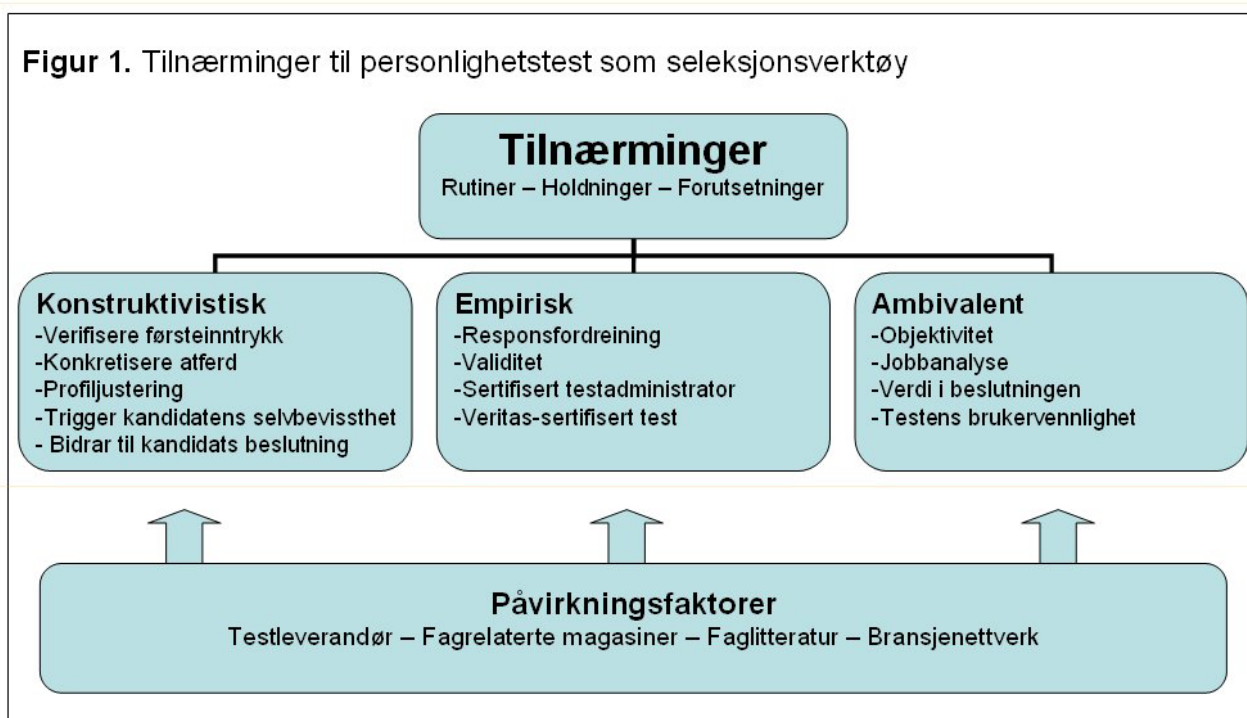 Figur 1. Tilnærminger til personlighetstest som seleksjonsverktøy
Tilnærminger
Rutiner – Holdninger – Forutsetninger
Konstruktivistisk
-Verifisere førsteinntrykk
-Konkretisere atferd
-Profiljustering
-Trigger kandidatens selvbevissthet
- Bidrar til kandidats beslutning
Empirisk
-Responsfordreining
-Validitet
-Sertifisert testadministrator
-Veritas-sertifisert test
Ambivalent
-Objektivitet
-Jobbanalyse
-Verdi i beslutningen
-Testens brukervennlighet
Påvirkningsfaktorer
Testleverandør – Fagrelaterte magasiner – Faglitteratur – Bransjenettverk